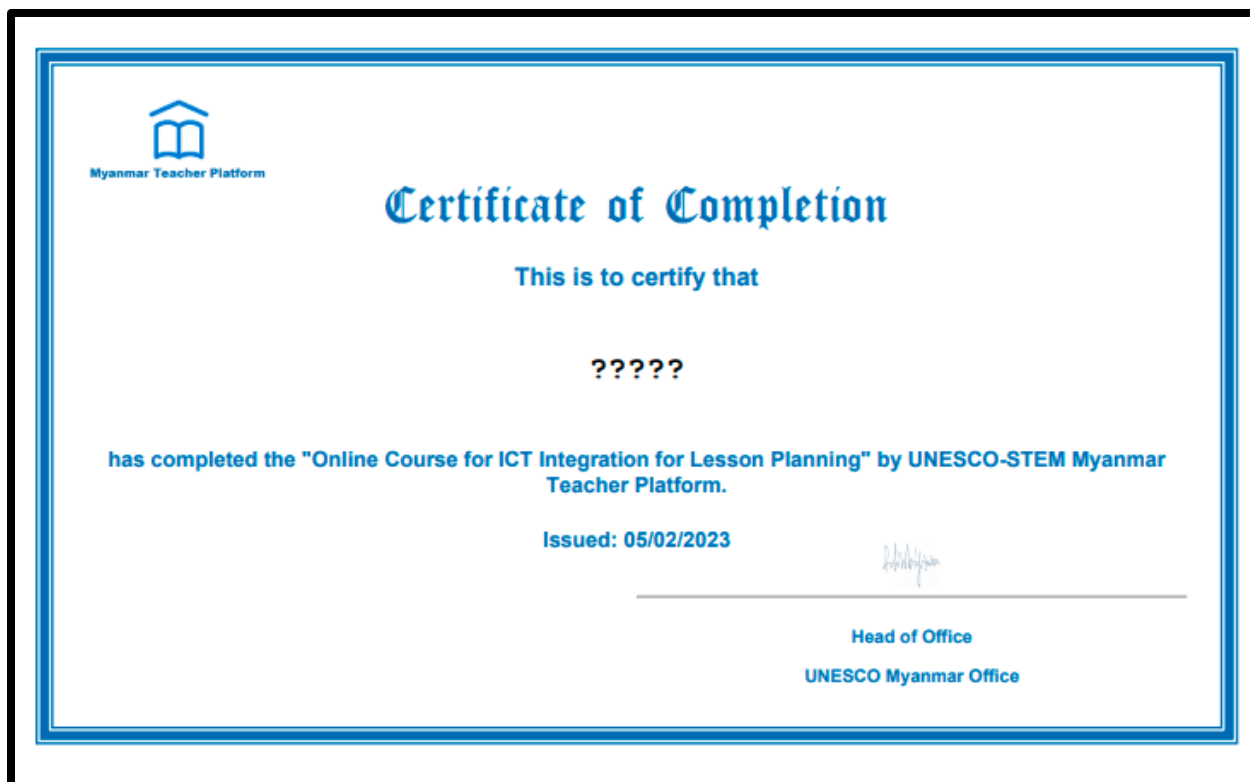 Myanmar Teacher Platform
Certificate of Completion
This is to certify that
?????
has completed the "Online Course for ICT Integration for Lesson Planning" by UNESCO-STEM Myanmar
Teacher Platform.
Issued: 05/02/2023
Head of Office
UNESCO Myanmar Office